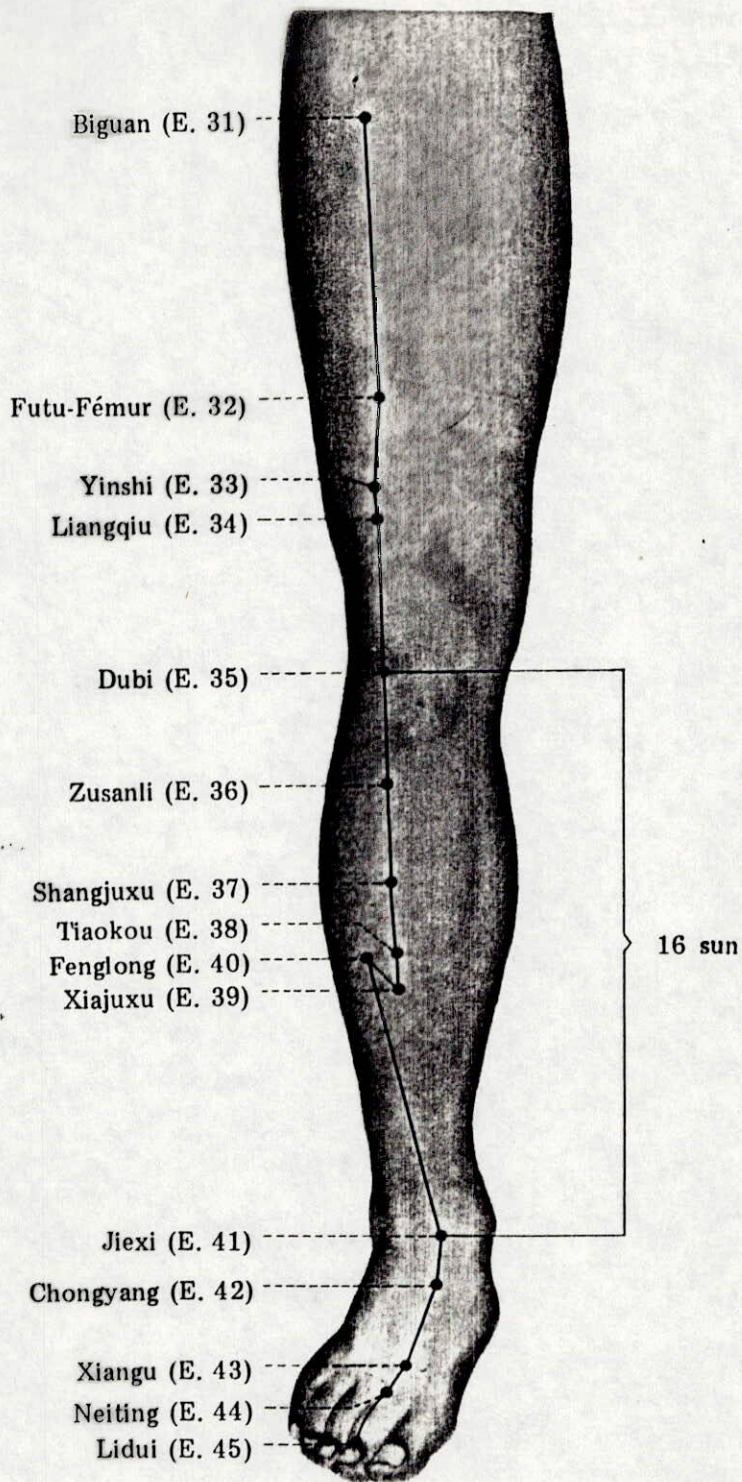 Biguan (E. 31)
Futu-Fémur (E. 32)
Yinshi (E. 33)
Liangqiu (E. 34)
Dubi (E. 35)
Zusanli (E. 36)
Shangjuxu (E. 37)
Tiaokou (E. 38)
Fenglong (E. 40)
16 sun
Xiajuxu (E. 39)
Jiexi (E. 41)
Chongyang (E. 42)
Xiangu (E. 43)
Neiting (E. 44)
Lidui (E. 45)